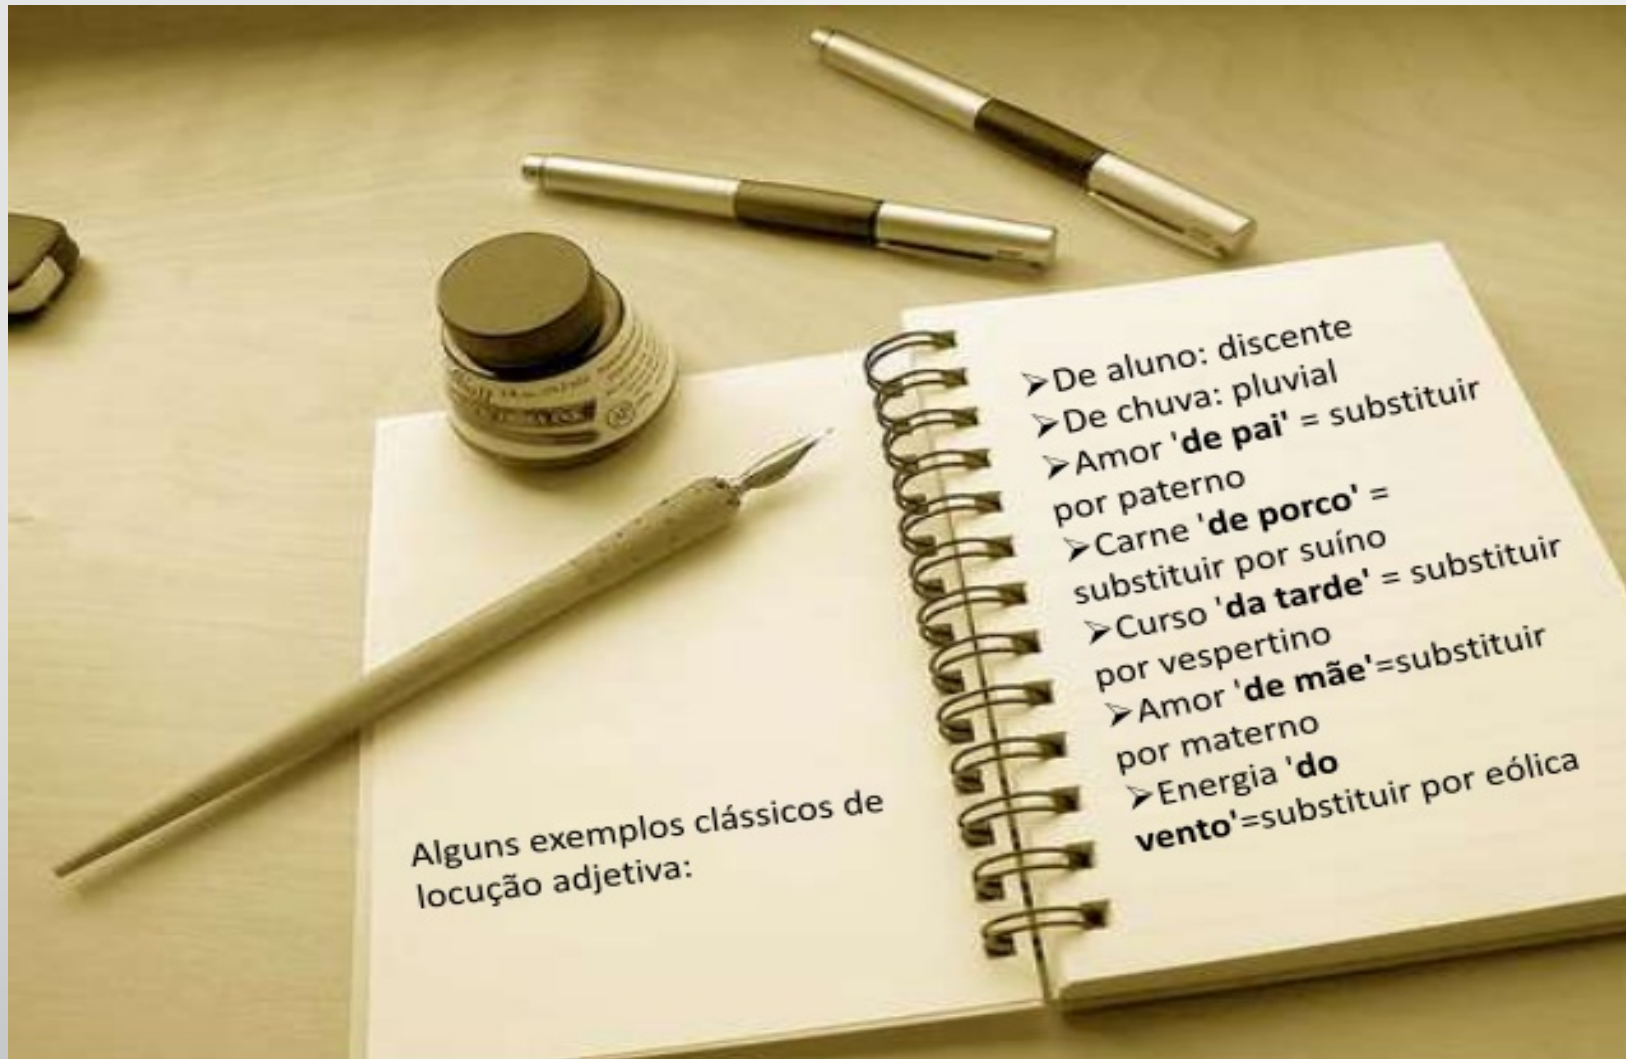 Alguns exemplos clássicos de
locução adjetiva:
➢De aluno: discente
➢De chuva: pluvial
➢Amor 'de pai' = substituir
por paterno
➢Carne 'de porco' =
substituir por suíno
➢Curso 'da tarde' = substituir
por vespertino
➢Amor 'de mãe'=substituir
por materno
➢Energia 'do
vento'=substituir por eólica